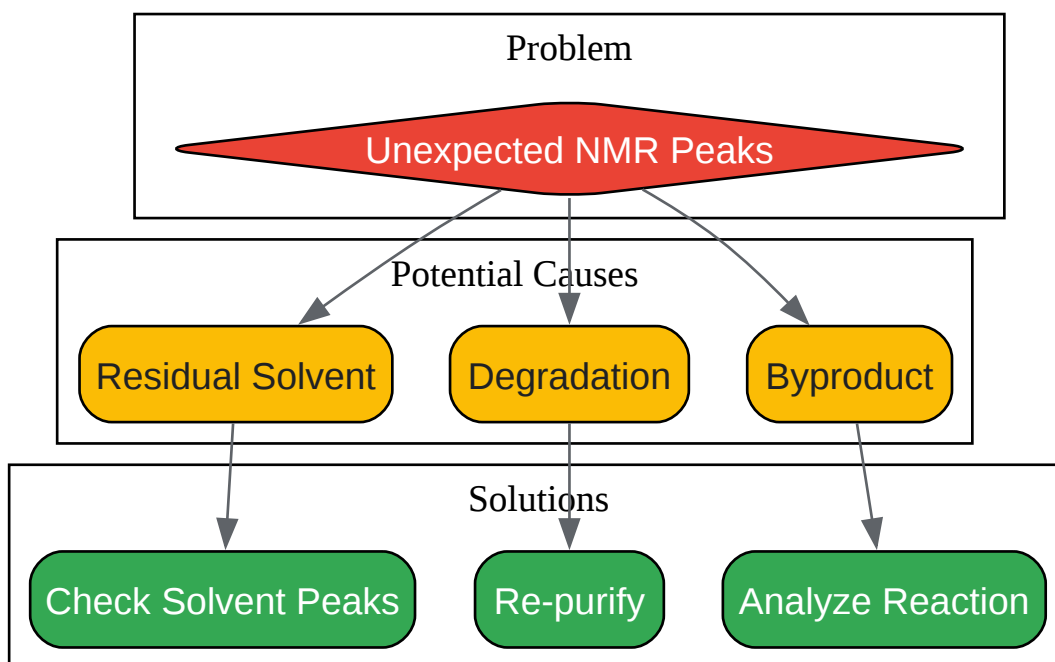 Problem
Unexpected NMR Peaks
Potential Causes
Residual Solvent
Degradation
Byproduct
Solutions
Check Solvent Peaks
Re-purify
Analyze Reaction